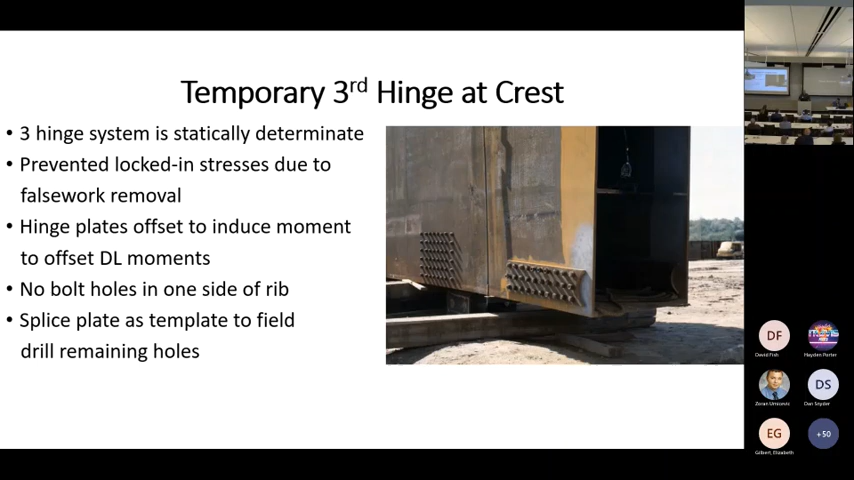 Temporary 3rd Hinge at Crest
• 3 hinge system is statically determinate
• Prevented locked-in stresses due to
falsework removal
• Hinge plates offset to induce moment
to offset DL moments
• No bolt holes in one side of rib
• Splice plate as template to field
drill remaining holes
DF
David Fish
Hayden Porter
DS
Dan Snyder
EG
Gilbert, Elizabeth
+50